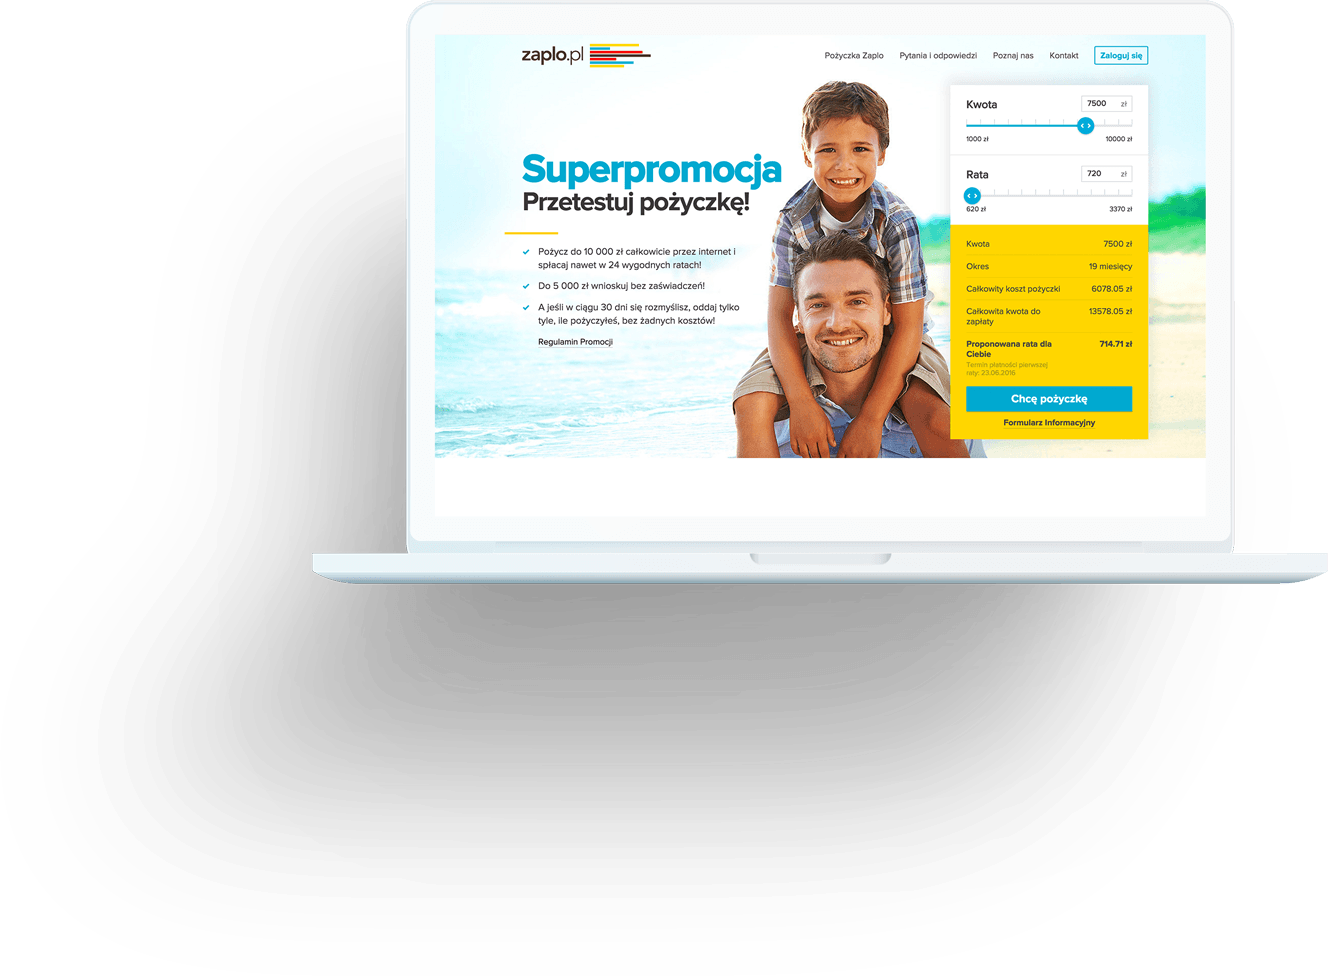 zaplo.pl
Pożyczka Zaplo Pytania i odpowiedzi Poznaj nas Kontakt Zaloguj się
Superpromocja
Przetestuj pożyczkę!
Pożycz do 10 000 zł całkowicie przez internet i
spłacaj nawet w 24 wygodnych ratach!
Do 5 000 zł wnioskuj bez zaświadczeń!
A jeśli w ciągu 30 dni się rozmyślisz, oddaj tylko
tyle, ile pożyczyłeś, bez żadnych kosztów!
Regulamin Promocji
Kwota 7500 zł
1000 zł 10000 zł
Rata 720 zł
620 zł 3370 zł
Kwota 7500 zł
Okres 19 miesięcy
Całkowity koszt pożyczki 6078.05 zł
Całkowita kwota do 13578.05 zł
zapłaty
Proponowana rata dla 714.71 zł
Ciebie
Termin płatności pierwszej
raty: 23.06.2016
Chcę pożyczkę
Formularz Informacyjny